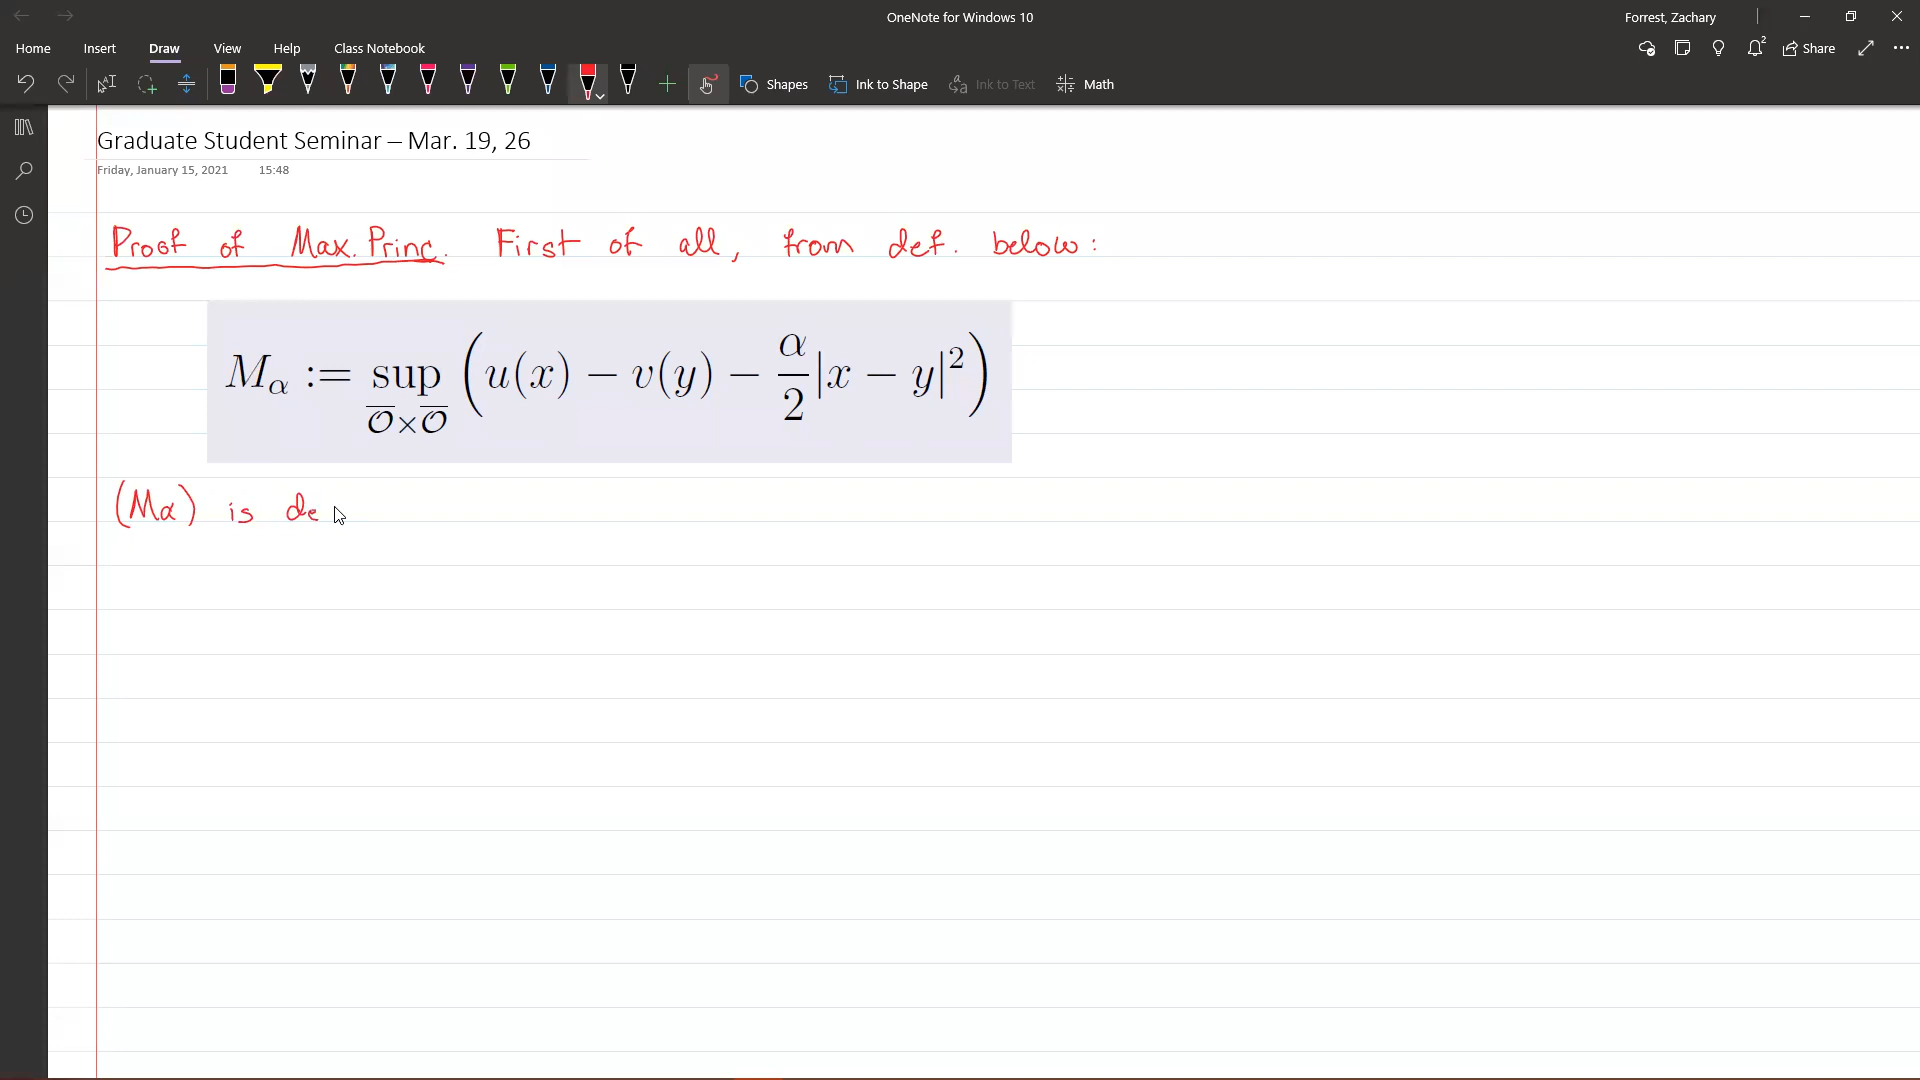 OneNote for Windows 10
Forrest, Zachary
Home Insert Draw View Help Class Notebook
2 Share
Shapes Ink to Shape Ink to Text Math
Graduate Student Seminar – Mar. 19, 26
Friday, January 15, 2021 15:48
Proof of Max. Princ. First of all, from def. below:
M_α := sup_{\overline{𝒪}×\overline{𝒪}} ( u(x) − v(y) − \frac{α}{2}|x − y|^2 )
(Mα) is de